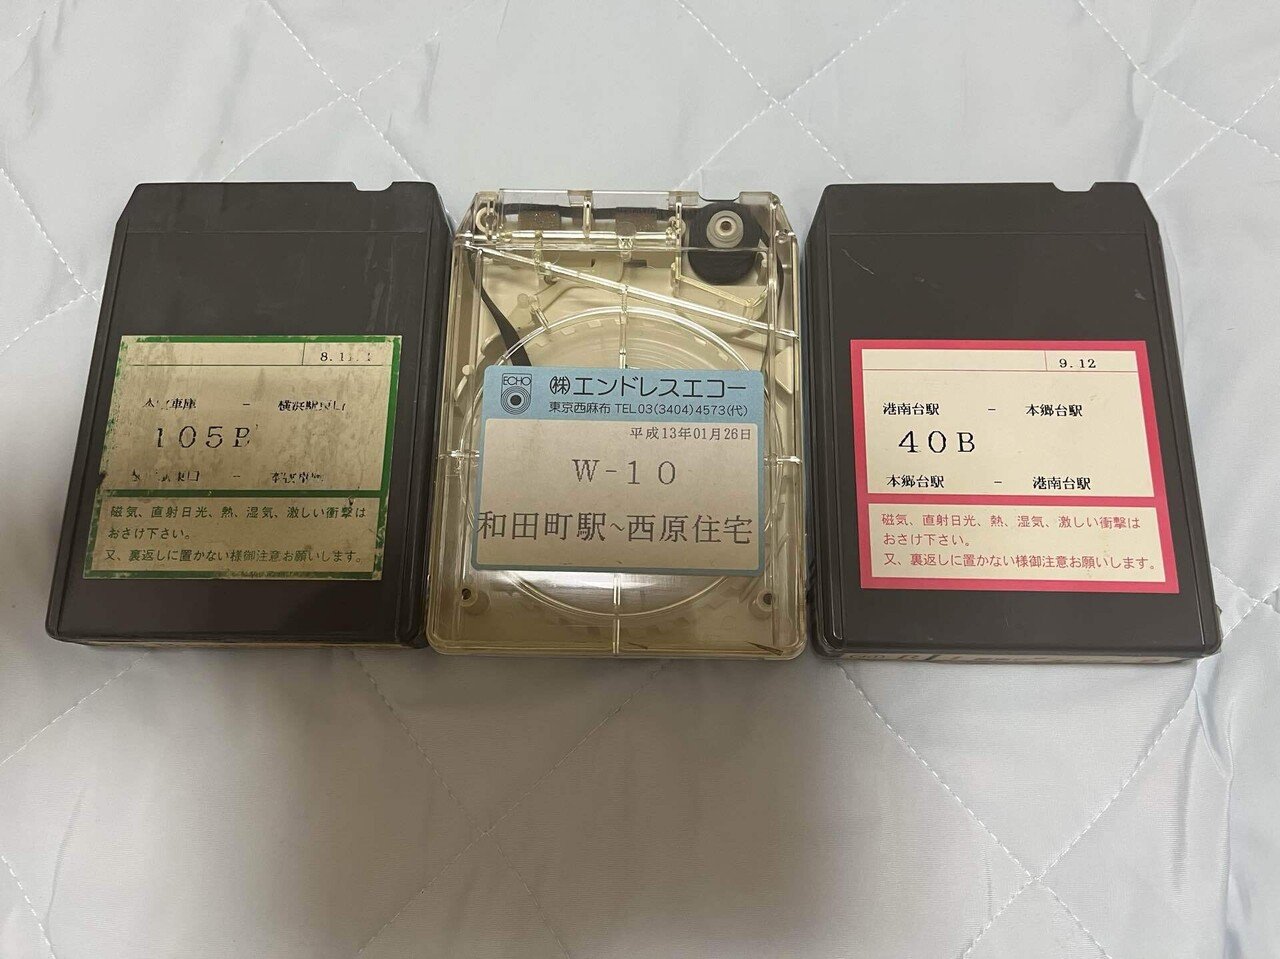 105B
磁気、直射日光、熱、湿気、激しい衝撃は
おさけ下さい。
又、裏返しに置かない様御注意お願いします。
ECHO
㈱エンドレスエコー
東京西麻布 TEL03(3404)4573(代)
平成13年01月26日
W-10
和田町駅~西原住宅
9.12
港南台駅 - 本郷台駅
40B
本郷台駅 - 港南台駅
磁気、直射日光、熱、湿気、激しい衝撃は
おさけ下さい。
又、裏返しに置かない様御注意お願いします。